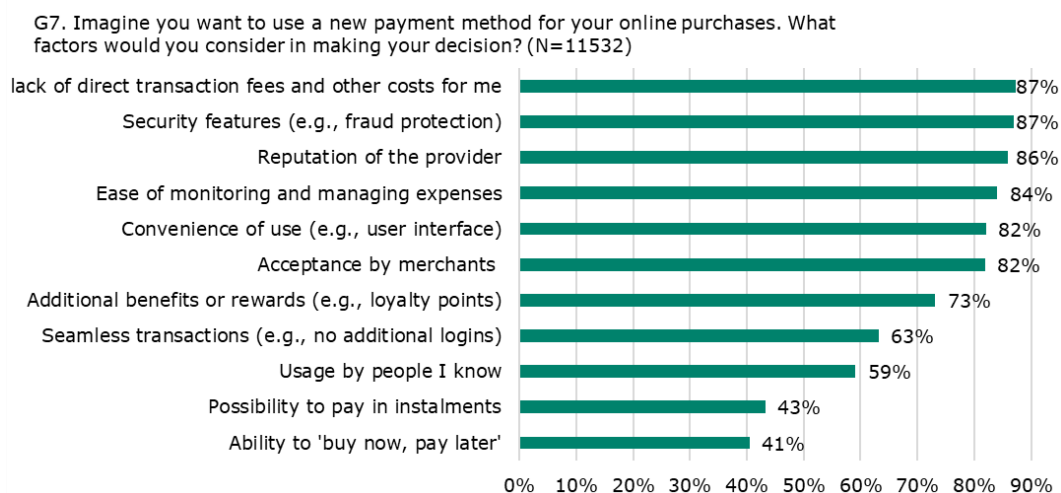 G7. Imagine you want to use a new payment method for your online purchases. What
factors would you consider in making your decision? (N=11532)
lack of direct transaction fees and other costs for me 87%
Security features (e.g., fraud protection) 87%
Reputation of the provider 86%
Ease of monitoring and managing expenses 84%
Convenience of use (e.g., user interface) 82%
Acceptance by merchants 82%
Additional benefits or rewards (e.g., loyalty points) 73%
Seamless transactions (e.g., no additional logins) 63%
Usage by people I know 59%
Possibility to pay in instalments 43%
Ability to 'buy now, pay later' 41%
0% 10% 20% 30% 40% 50% 60% 70% 80% 90%